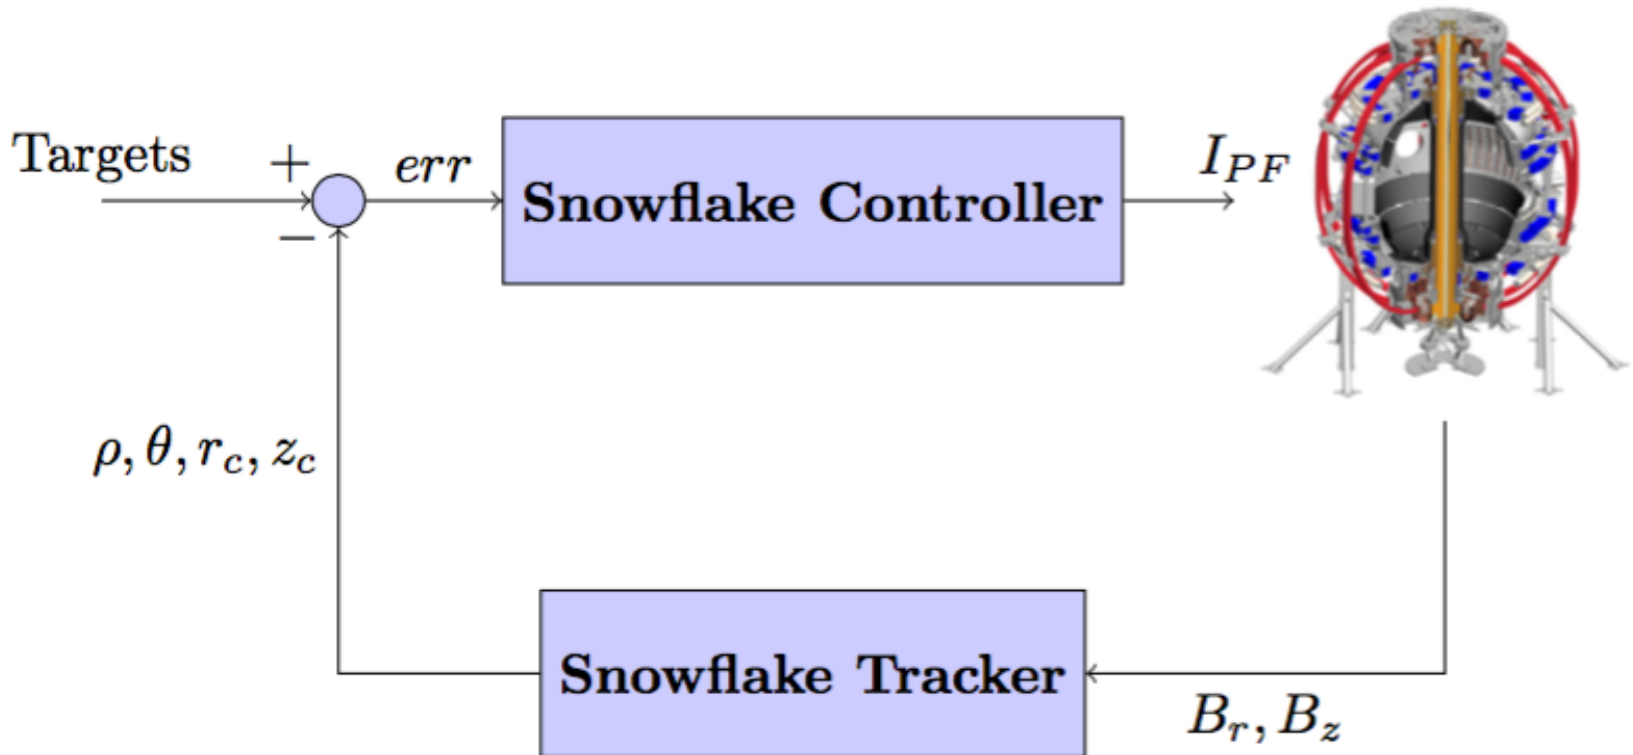 Targets
+
−
err
Snowflake Controller
I_{PF}
ρ, θ, r_c, z_c
Snowflake Tracker
B_r, B_z